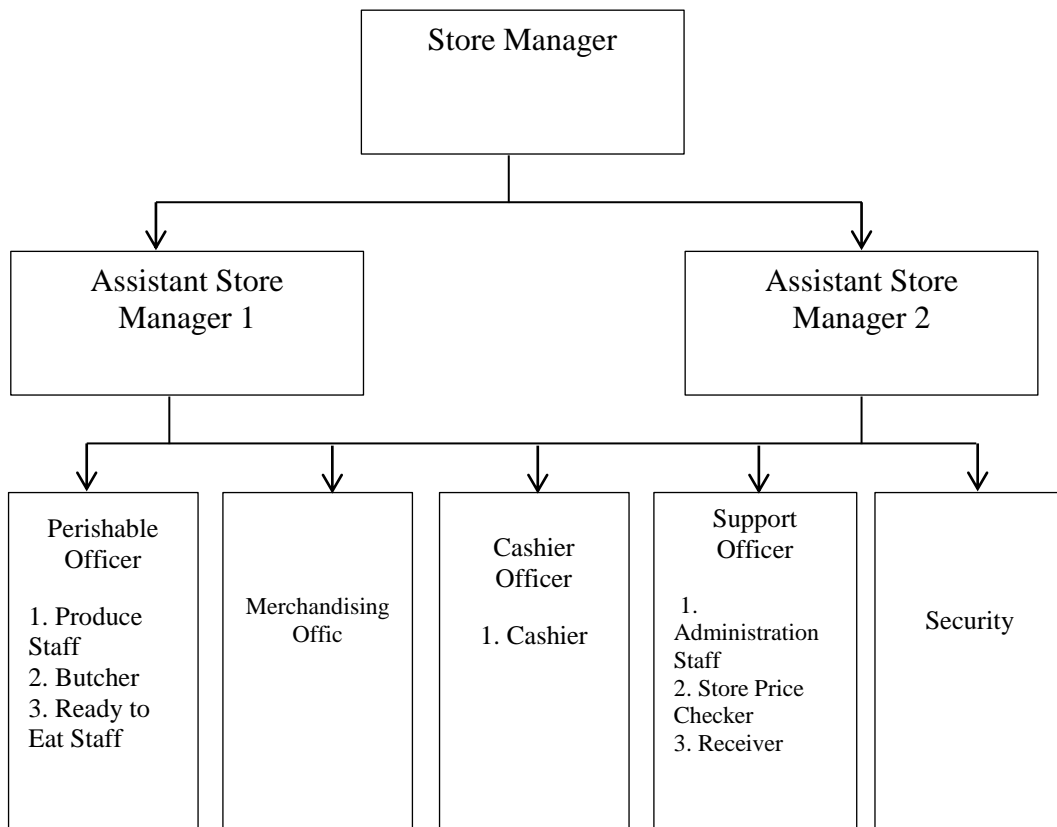 Store Manager
Assistant Store
Manager 1
Assistant Store
Manager 2
Perishable
Officer
1. Produce
Staff
2. Butcher
3. Ready to
Eat Staff
Merchandising
Offic
Cashier
Officer
1. Cashier
Support
Officer
1.
Administration
Staff
2. Store Price
Checker
3. Receiver
Security